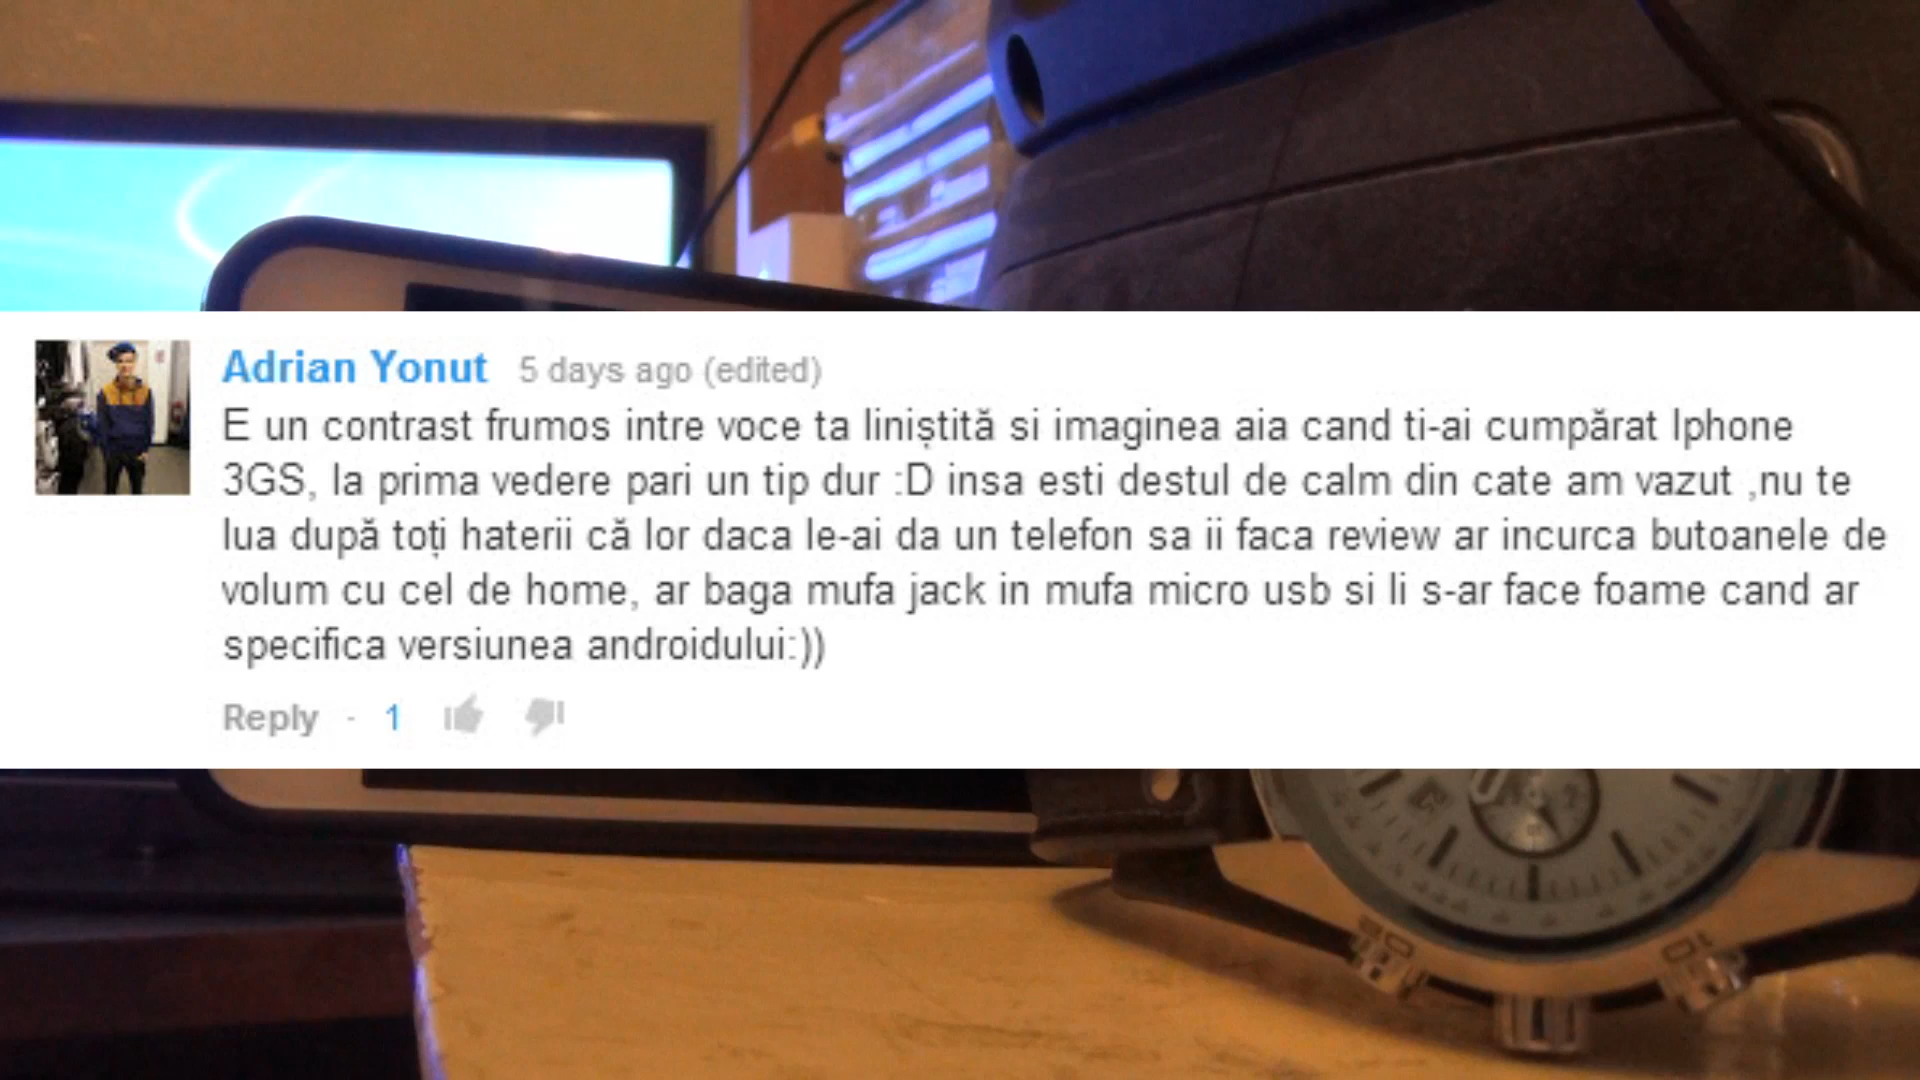 Adrian Yonut 5 days ago (edited)
E un contrast frumos intre voce ta liniștită si imaginea aia cand ti-ai cumpărat Iphone
3GS, la prima vedere pari un tip dur :D insa esti destul de calm din cate am vazut ,nu te
lua după toți haterii că lor daca le-ai da un telefon sa ii faca review ar incurca butoanele de
volum cu cel de home, ar baga mufa jack in mufa micro usb si li s-ar face foame cand ar
specifica versiunea androidului:))
Reply · 1